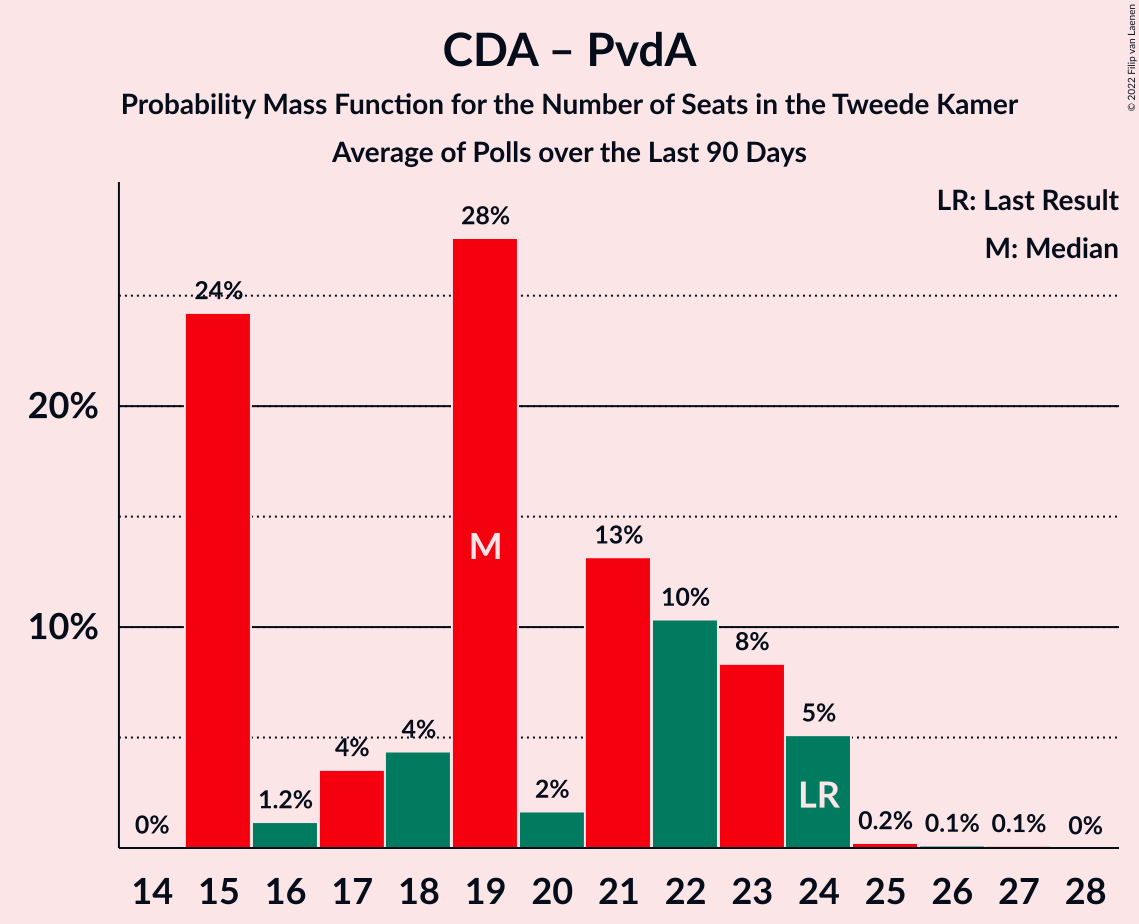 CDA – PvdA
Probability Mass Function for the Number of Seats in the Tweede Kamer
Average of Polls over the Last 90 Days
© 2022 Filip van Laenen
LR: Last Result
M: Median
28%
24%
20%
M
13%
10%
10%
8%
5%
4%
4%
LR
1.2%
2%
0%
0.2%
0.1%
0.1%
0%
14 15 16 17 18 19 20 21 22 23 24 25 26 27 28